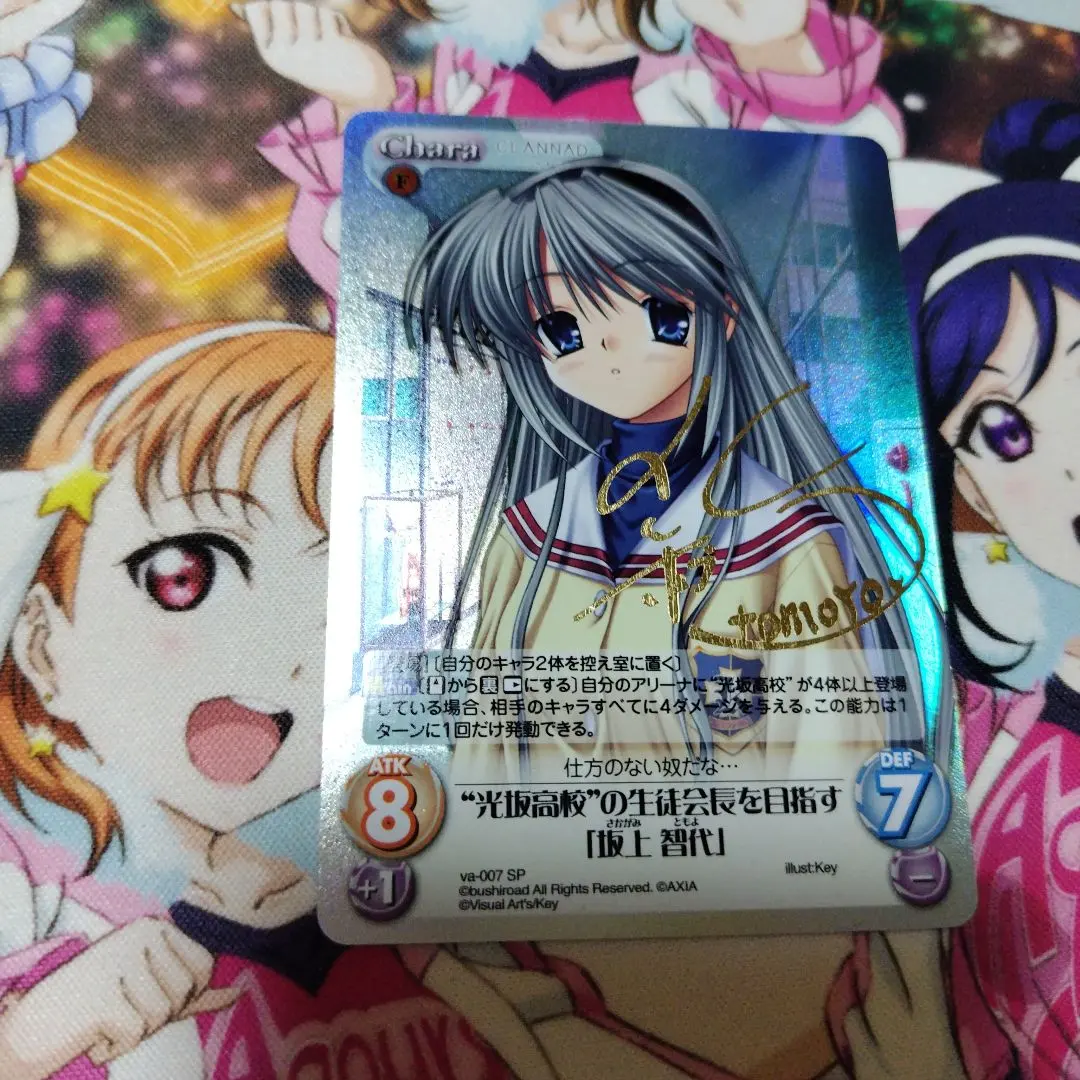 Chara CLANNAD
F
tomoyo
〔自分のキャラ2体を控え室に置く〕
から裏 にする〕自分のアリーナに“光坂高校”が4体以上登場
している場合、相手のキャラすべてに4ダメージを与える。この能力は1
ターンに1回だけ発動できる。
仕方のない奴だな…
ATK
8
DEF
7
“光坂高校”の生徒会長を目指す
さかがみ ともよ
「坂上 智代」
+1
−
va-007 SP
illust:Key
©bushiroad All Rights Reserved. ©AXIA
©Visual Art's/Key